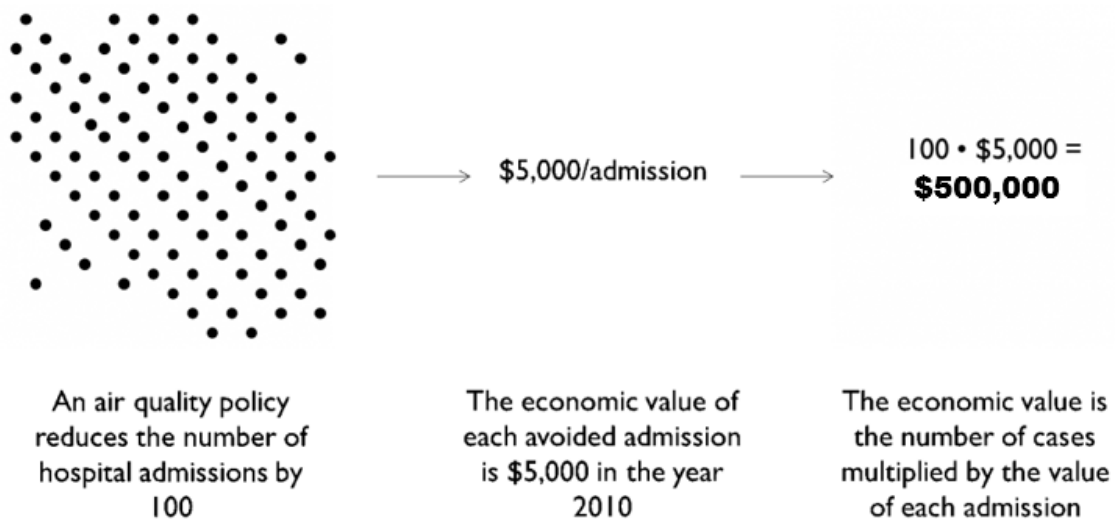 $5,000/admission
100 • $5,000 =
$500,000
An air quality policy
reduces the number of
hospital admissions by
100
The economic value of
each avoided admission
is $5,000 in the year
2010
The economic value is
the number of cases
multiplied by the value
of each admission